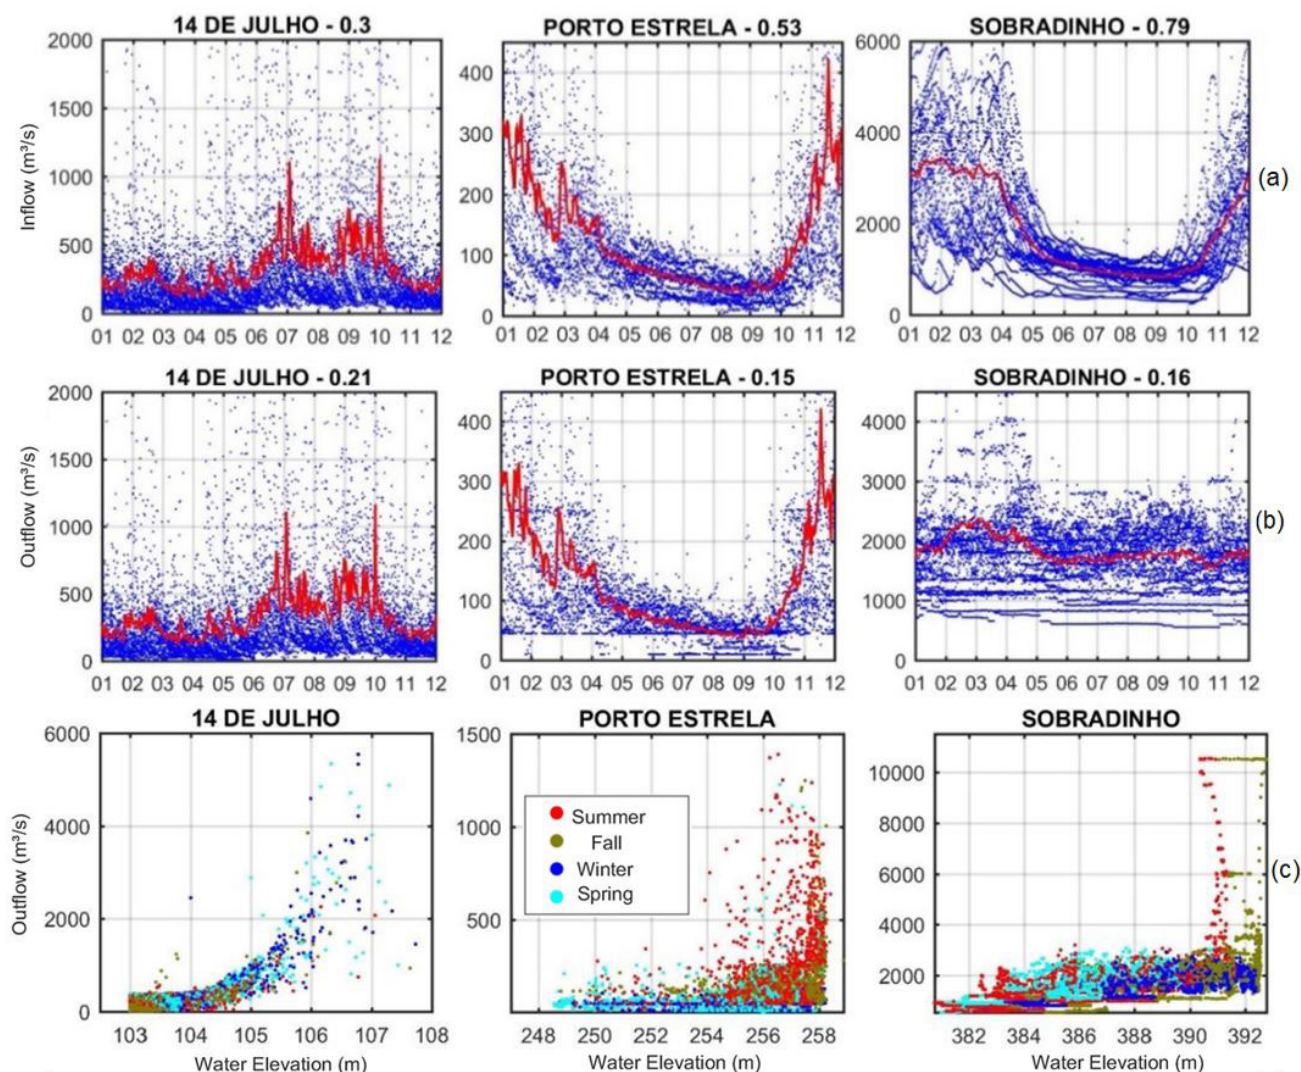 14 DE JULHO - 0.3
PORTO ESTRELA - 0.53
SOBRADINHO - 0.79
Inflow (m³/s)
2000
1500
1000
500
0
01 02 03 04 05 06 07 08 09 10 11 12
400
300
200
100
0
01 02 03 04 05 06 07 08 09 10 11 12
6000
4000
2000
0
01 02 03 04 05 06 07 08 09 10 11 12
(a)
14 DE JULHO - 0.21
PORTO ESTRELA - 0.15
SOBRADINHO - 0.16
Outflow (m³/s)
2000
1500
1000
500
0
01 02 03 04 05 06 07 08 09 10 11 12
400
300
200
100
0
01 02 03 04 05 06 07 08 09 10 11 12
4000
3000
2000
1000
0
01 02 03 04 05 06 07 08 09 10 11 12
(b)
14 DE JULHO
PORTO ESTRELA
SOBRADINHO
Outflow (m³/s)
6000
4000
2000
0
103 104 105 106 107 108
Water Elevation (m)
1500
1000
500
Summer
Fall
Winter
Spring
248 250 252 254 256 258
Water Elevation (m)
10000
8000
6000
4000
2000
382 384 386 388 390 392
Water Elevation (m)
(c)